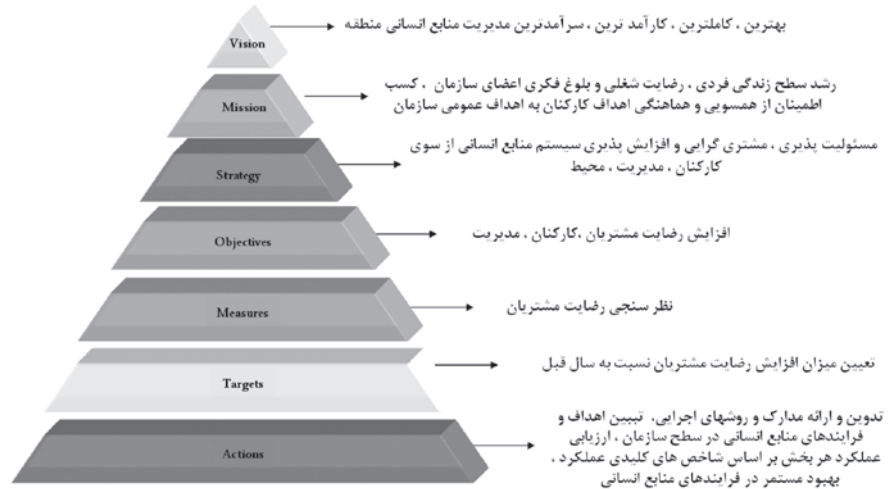 Vision
بهترین ، کاملترین ، کارآمد ترین ، سرآمدترین مدیریت منابع انسانی منطقه
Mission
رشد سطح زندگی فردی ، رضایت شغلی و بلوغ فکری اعضای سازمان ، کسب
اطمینان از همسویی و هماهنگی اهداف کارکنان به اهداف عمومی سازمان
Strategy
مسئولیت پذیری ، مشتری گرایی و افزایش پذیری سیستم منابع انسانی از سوی
کارکنان ، مدیریت ، محیط
Objectives
افزایش رضایت مشتریان ،کارکنان ، مدیریت
Measures
نظر سنجی رضایت مشتریان
Targets
تعیین میزان افزایش رضایت مشتریان نسبت به سال قبل
Actions
تدوین و ارائه مدارک و روشهای اجرایی، تبیین اهداف و
فرایندهای منابع انسانی در سطح سازمان ، ارزیابی
عملکرد هر بخش بر اساس شاخص های کلیدی عملکرد ،
بهبود مستمر در فرایندهای منابع انسانی